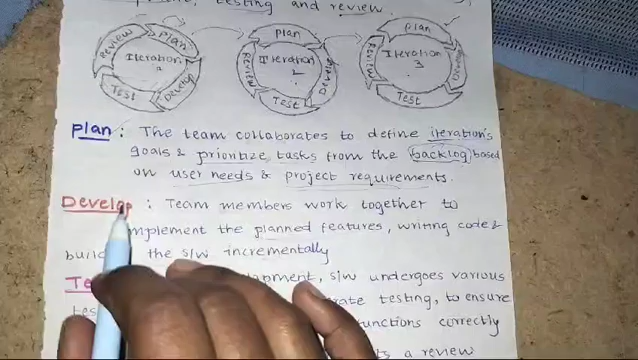 testing and review.
Review Plan Iteration Test Develop
Plan Iteration 2 Review Test Develop
Plan Iteration 3 Review Test Develop
Plan : The team collaborates to define iteration's
goals & prioritize tasks from the backlog based
on user needs & project requirements.
Develop : Team members work together to
implement the planned features, writing code &
the s/w incrementally
s/w undergoes various
testing, to ensure
functions correctly
a review